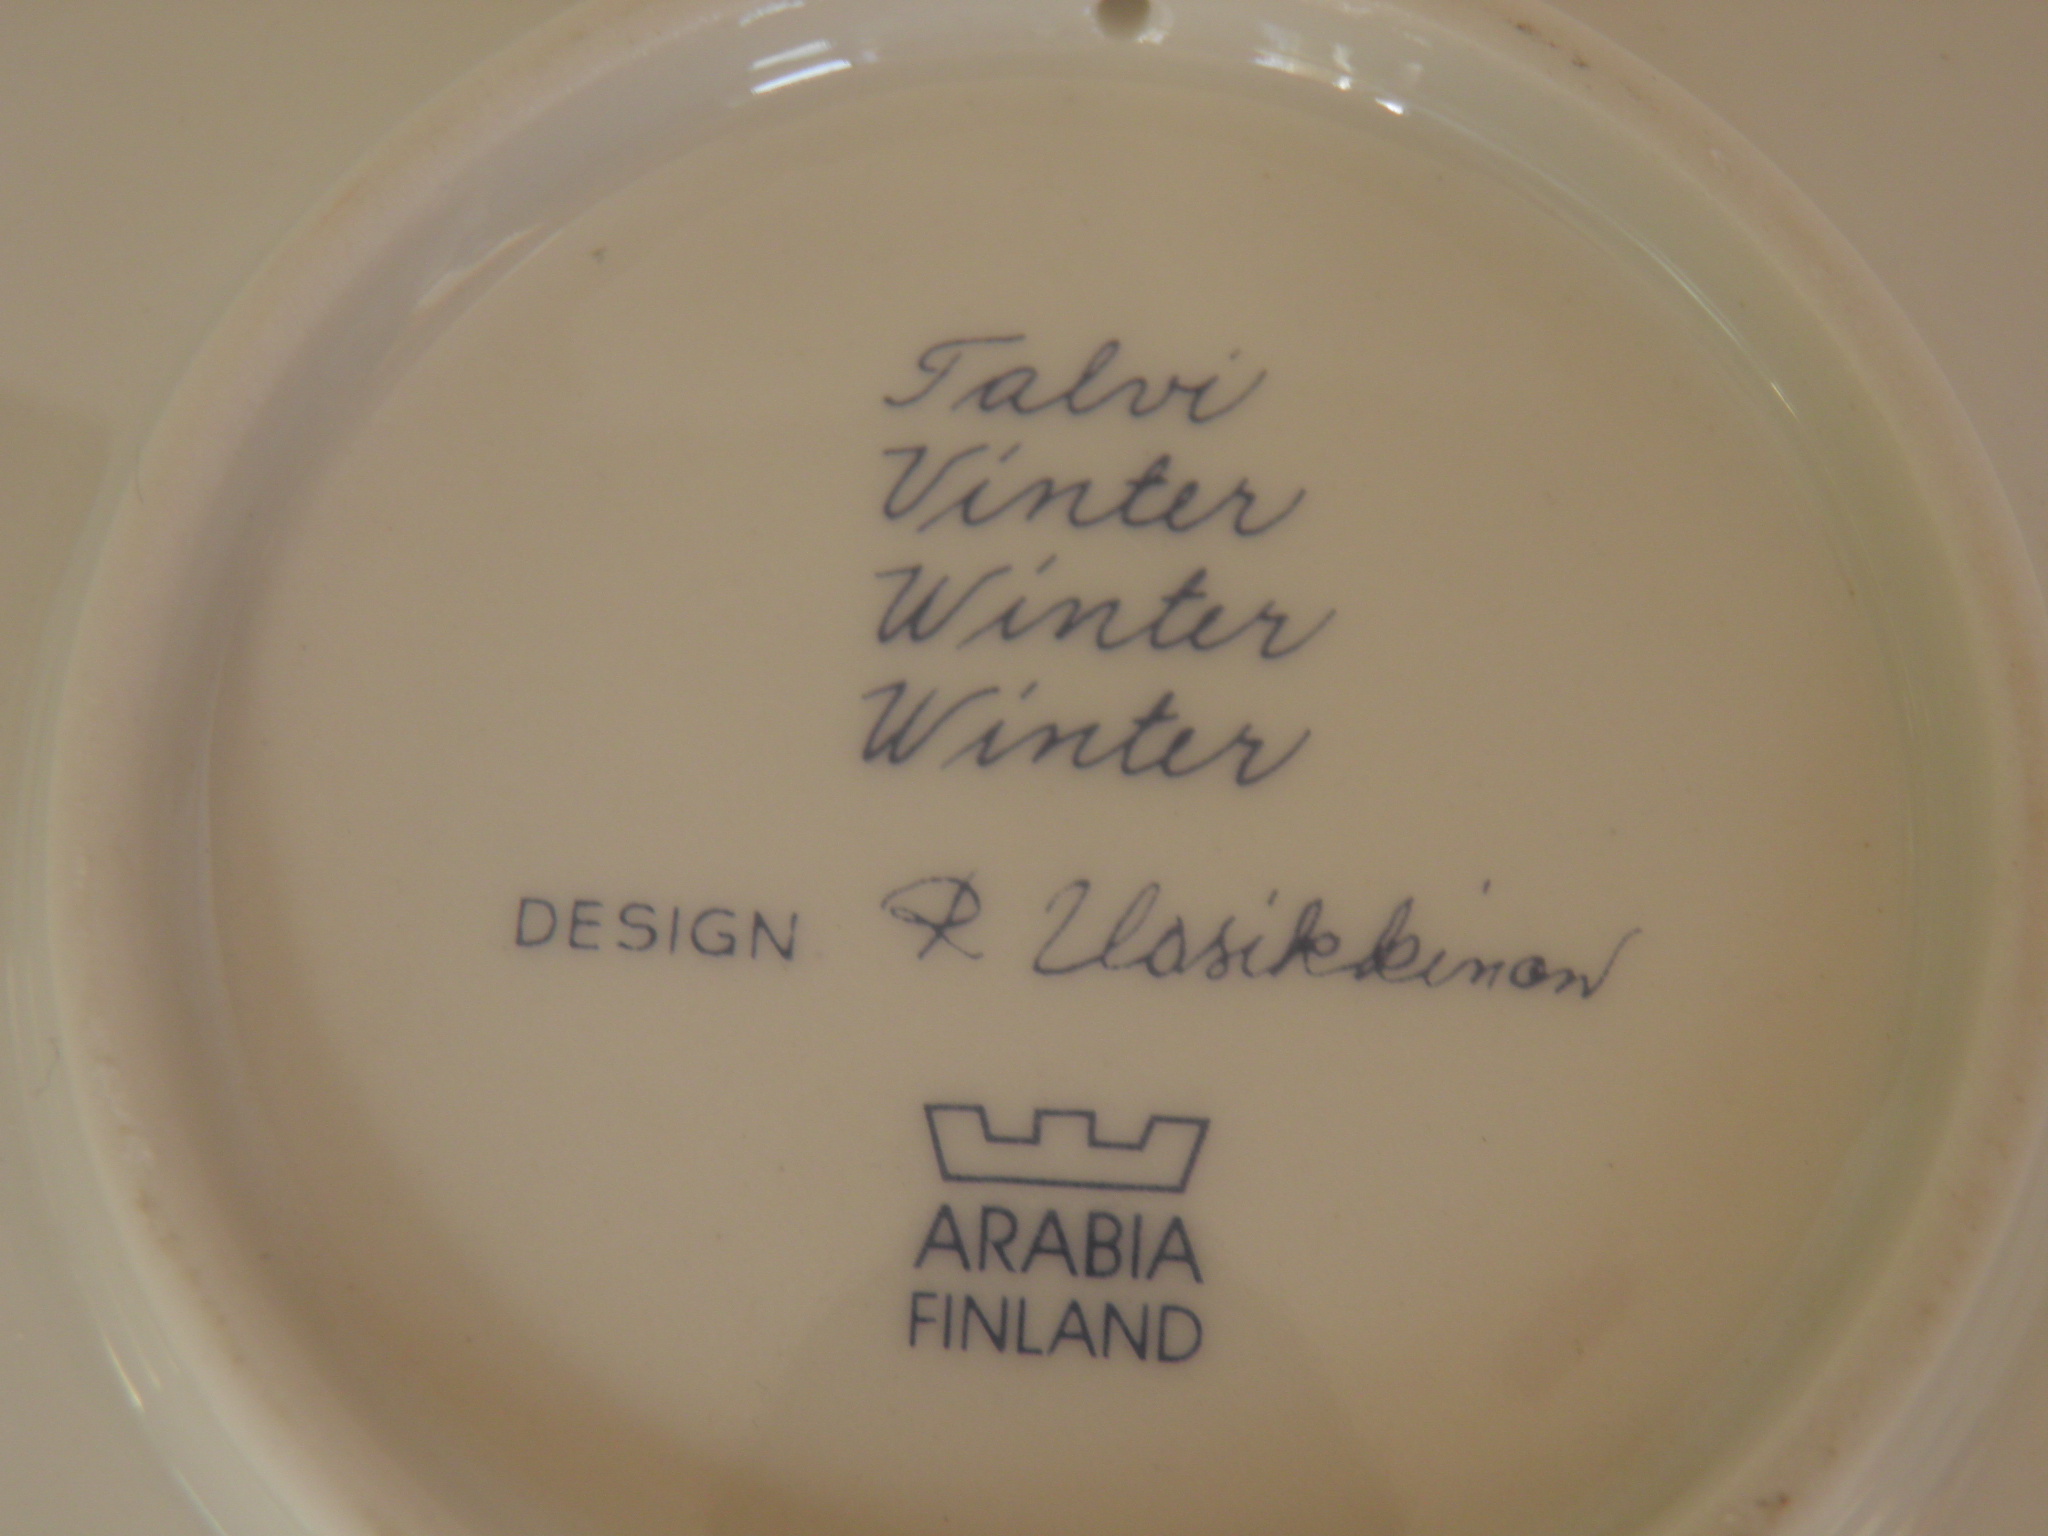 Talvi
Vinter
Winter
Winter
DESIGN R Uosikkinen
ARABIA
FINLAND